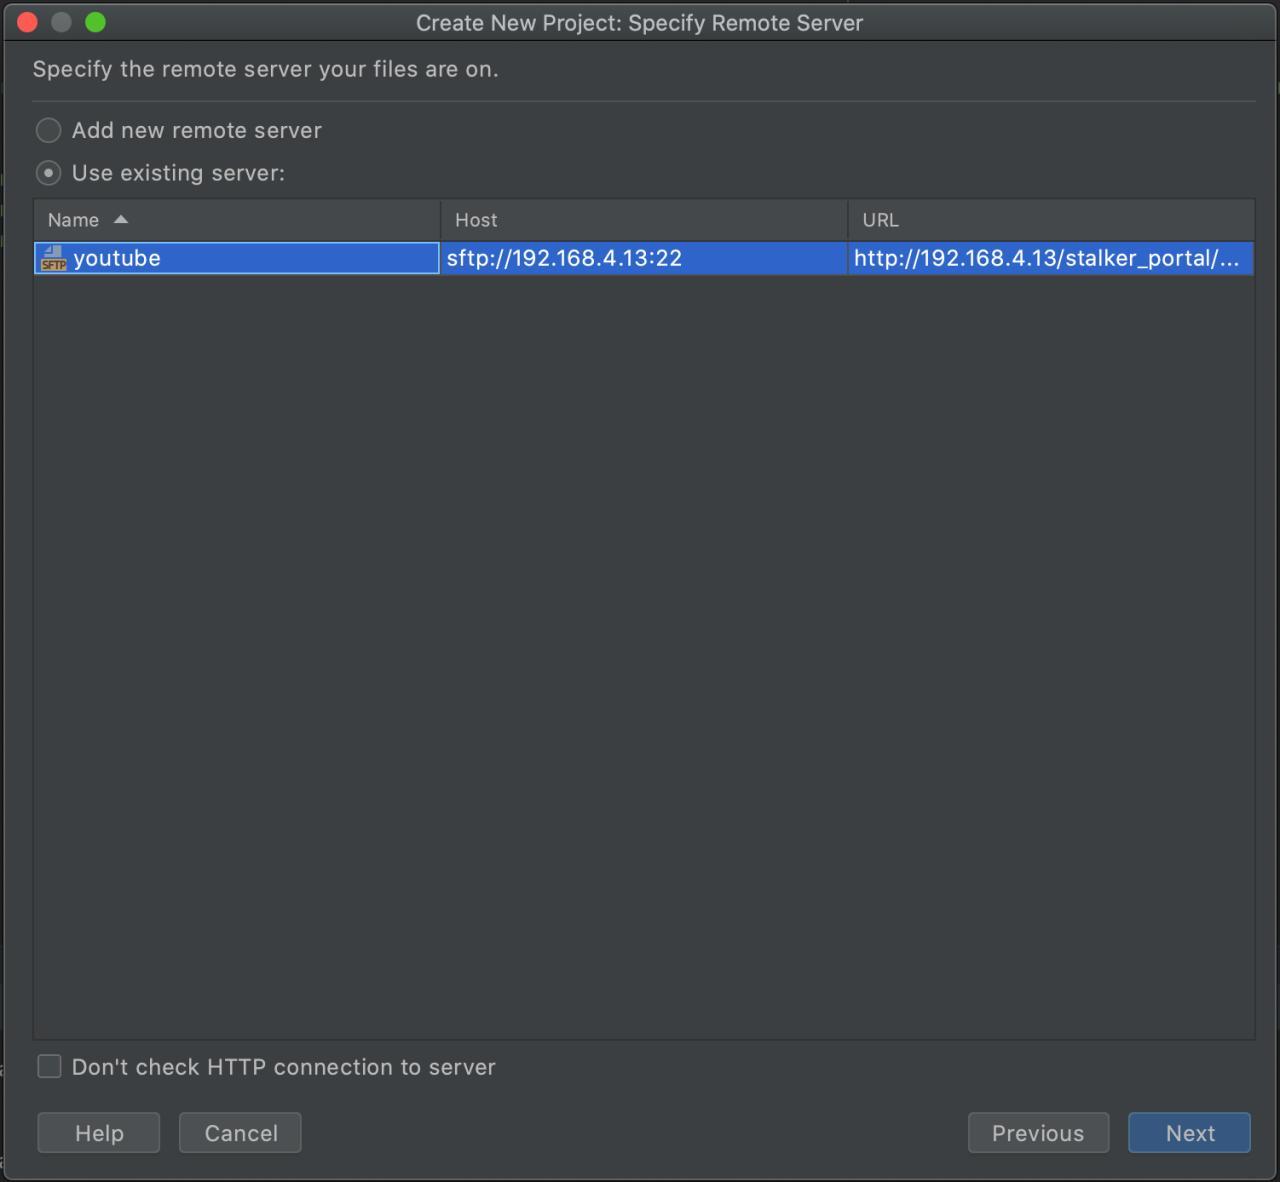 Create New Project: Specify Remote Server
Specify the remote server your files are on.
Add new remote server
Use existing server:
Name Host URL
SFTP youtube sftp://192.168.4.13:22 http://192.168.4.13/stalker_portal/...
Don't check HTTP connection to server
Help Cancel Previous Next